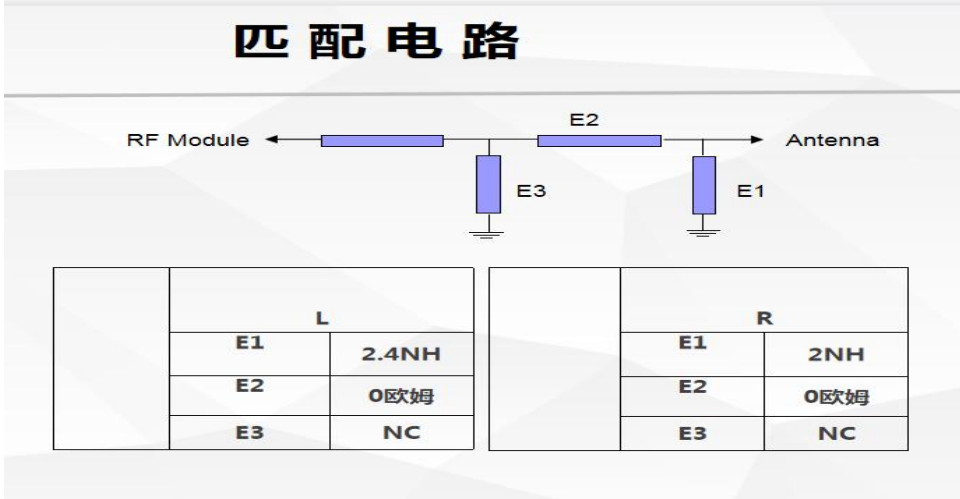 匹配电路
E2
RF Module
Antenna
E3
E1
L
E1 2.4NH
E2 0欧姆
E3 NC
R
E1 2NH
E2 0欧姆
E3 NC